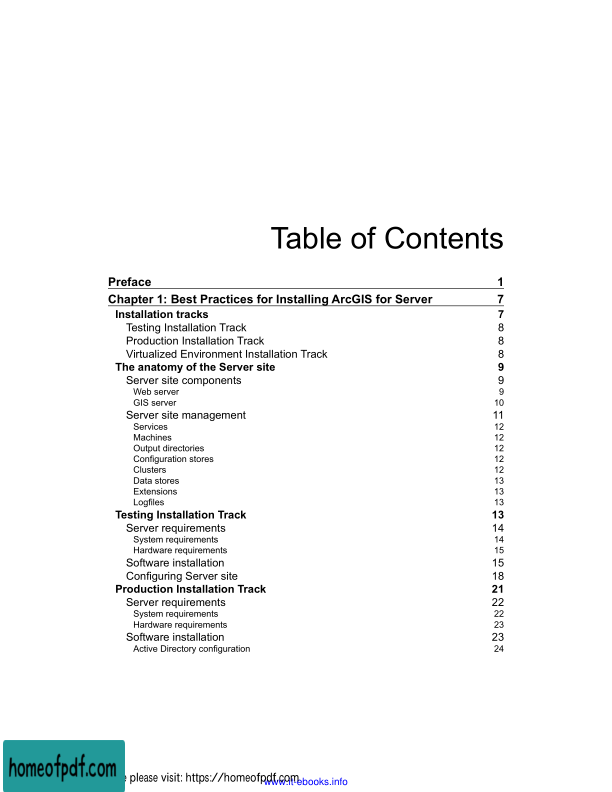 Table of Contents
Preface 1
Chapter 1: Best Practices for Installing ArcGIS for Server 7
Installation tracks 7
Testing Installation Track 8
Production Installation Track 8
Virtualized Environment Installation Track 8
The anatomy of the Server site 9
Server site components 9
Web server 9
GIS server 10
Server site management 11
Services 12
Machines 12
Output directories 12
Configuration stores 12
Clusters 12
Data stores 13
Extensions 13
Logfiles 13
Testing Installation Track 13
Server requirements 14
System requirements 14
Hardware requirements 15
Software installation 15
Configuring Server site 18
Production Installation Track 21
Server requirements 22
System requirements 22
Hardware requirements 23
Software installation 23
Active Directory configuration 24
homeofpdf.com
please visit: https://homeofpdf.com
www.it-ebooks.info